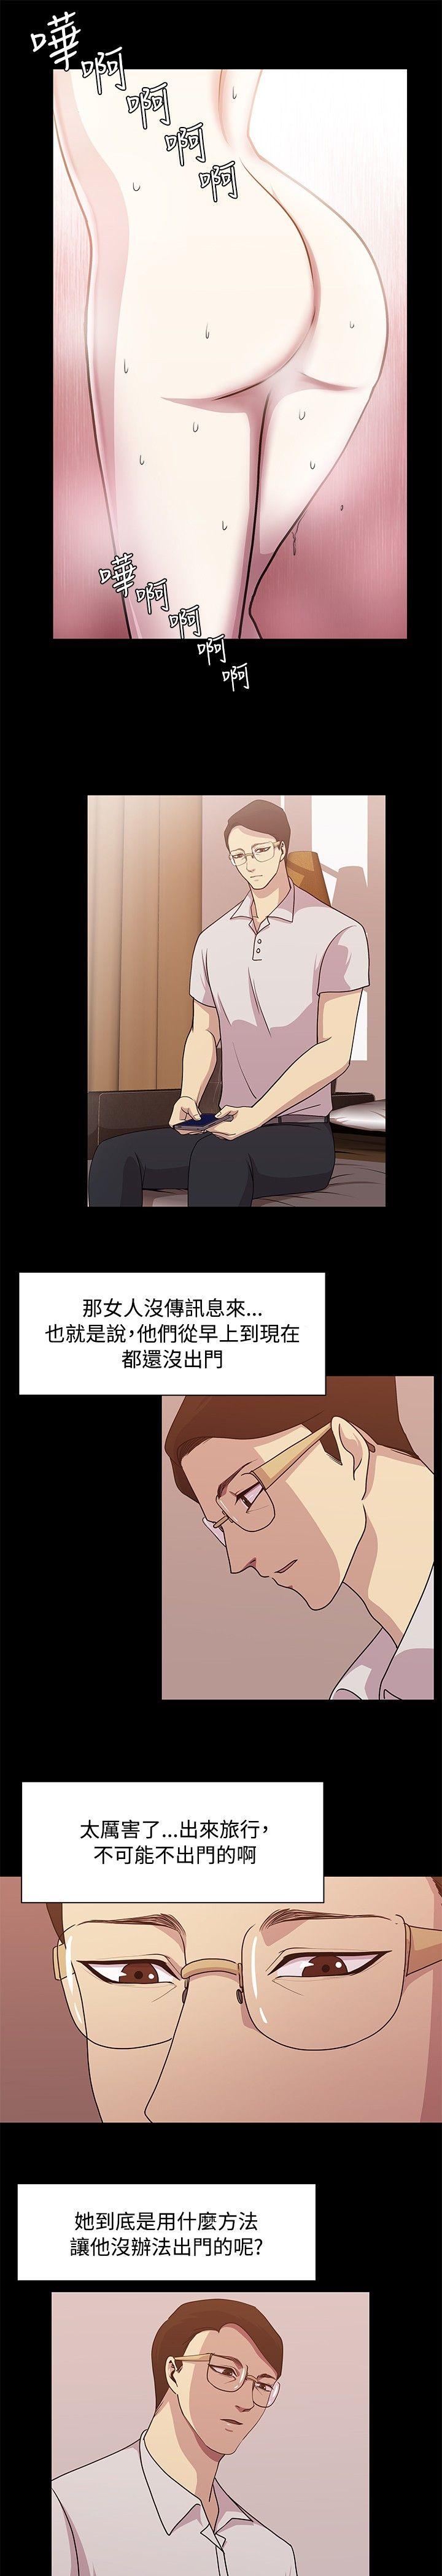 嘩
啊
啊
啊
啊
嘩
啊
啊
啊
啊
那女人沒傳訊息來...
也就是說，他們從早上到現在
都還沒出門
太厲害了...出來旅行，
不可能不出門的啊
她到底是用什麼方法
讓他沒辦法出門的呢?